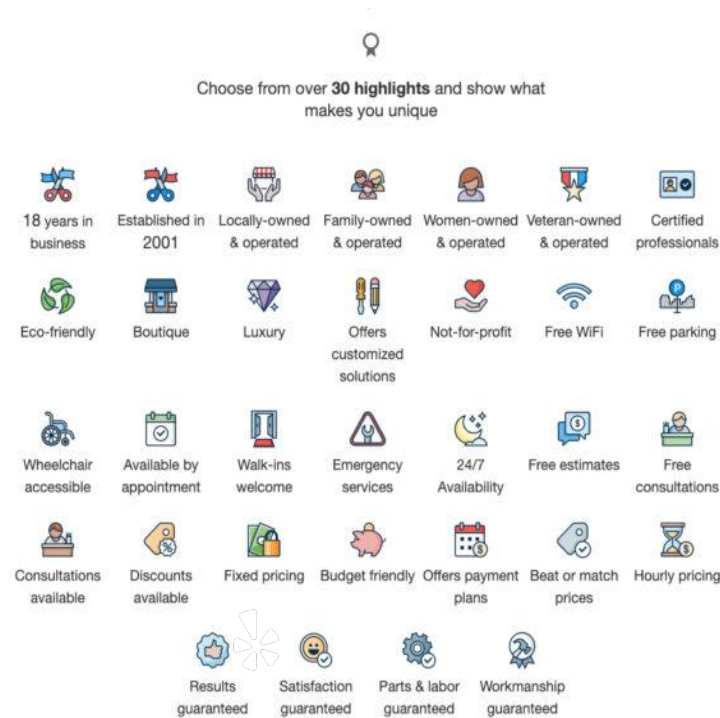 Choose from over 30 highlights and show what
makes you unique
18 years in
business
Established in
2001
Locally-owned
& operated
Family-owned
& operated
Women-owned
& operated
Veteran-owned
& operated
Certified
professionals
Eco-friendly
Boutique
Luxury
Offers
customized
solutions
Not-for-profit
Free WiFi
P
Free parking
Wheelchair
accessible
Available by
appointment
Walk-ins
welcome
Emergency
services
24/7
Availability
$
Free estimates
Free
consultations
Consultations
available
%
Discounts
available
Fixed pricing
Budget friendly
$
Offers payment
plans
Beat or match
prices
$
Hourly pricing
Results
guaranteed
Satisfaction
guaranteed
Parts & labor
guaranteed
Workmanship
guaranteed